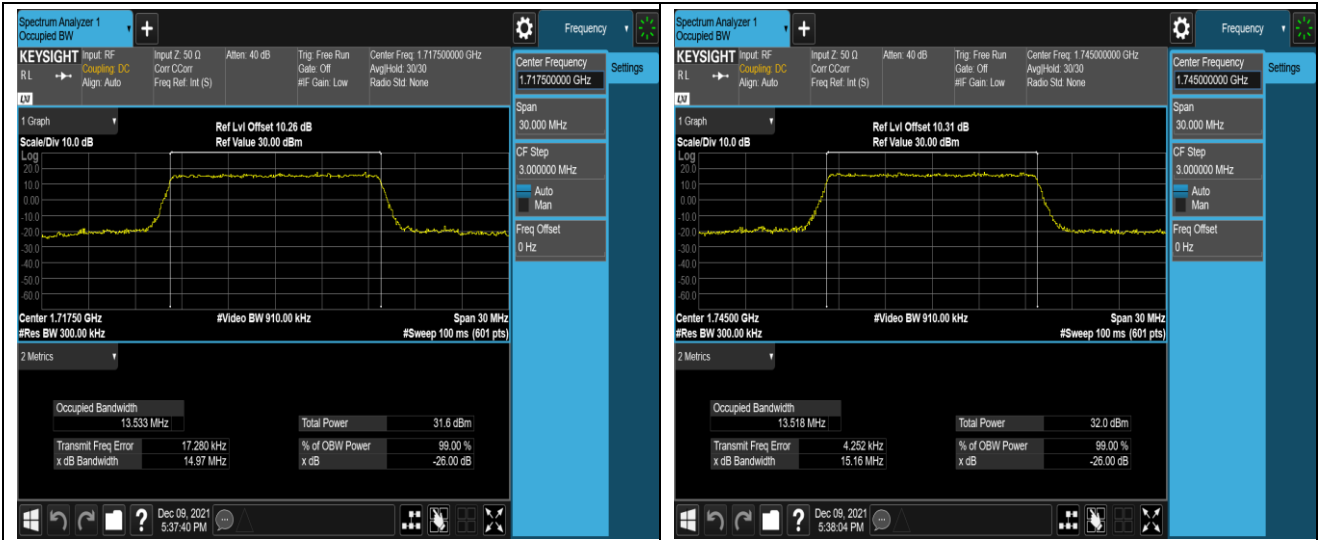 Spectrum Analyzer 1
Occupied BW
+
Frequency
KEYSIGHT
Input: RF
Coupling: DC
Align: Auto
Input Z: 50 Ω
Corr CCorr
Freq Ref: Int (S)
Atten: 40 dB
Trig: Free Run
Gate: Off
#IF Gain: Low
Center Freq: 1.717500000 GHz
Avg|Hold: 30/30
Radio Std: None
RL
LXI
Center Frequency
1.717500000 GHz
Settings
Span
30.000 MHz
CF Step
3.000000 MHz
Auto
Man
Freq Offset
0 Hz
1 Graph
Ref Lvl Offset 10.26 dB
Scale/Div 10.0 dB
Ref Value 30.00 dBm
Log
20.0
10.0
0.00
-10.0
-20.0
-30.0
-40.0
-50.0
-60.0
Center 1.71750 GHz
#Video BW 910.00 kHz
Span 30 MHz
#Res BW 300.00 kHz
#Sweep 100 ms (601 pts)
2 Metrics
Occupied Bandwidth
13.533 MHz
Total Power 31.6 dBm
Transmit Freq Error 17.280 kHz
% of OBW Power 99.00 %
x dB Bandwidth 14.97 MHz
x dB -26.00 dB
?
Dec 09, 2021
5:37:40 PM
Spectrum Analyzer 1
Occupied BW
+
Frequency
KEYSIGHT
Input: RF
Coupling: DC
Align: Auto
Input Z: 50 Ω
Corr CCorr
Freq Ref: Int (S)
Atten: 40 dB
Trig: Free Run
Gate: Off
#IF Gain: Low
Center Freq: 1.745000000 GHz
Avg|Hold: 30/30
Radio Std: None
RL
LXI
Center Frequency
1.745000000 GHz
Settings
Span
30.000 MHz
CF Step
3.000000 MHz
Auto
Man
Freq Offset
0 Hz
1 Graph
Ref Lvl Offset 10.31 dB
Scale/Div 10.0 dB
Ref Value 30.00 dBm
Log
20.0
10.0
0.00
-10.0
-20.0
-30.0
-40.0
-50.0
-60.0
Center 1.74500 GHz
#Video BW 910.00 kHz
Span 30 MHz
#Res BW 300.00 kHz
#Sweep 100 ms (601 pts)
2 Metrics
Occupied Bandwidth
13.518 MHz
Total Power 32.0 dBm
Transmit Freq Error 4.252 kHz
% of OBW Power 99.00 %
x dB Bandwidth 15.16 MHz
x dB -26.00 dB
?
Dec 09, 2021
5:38:04 PM